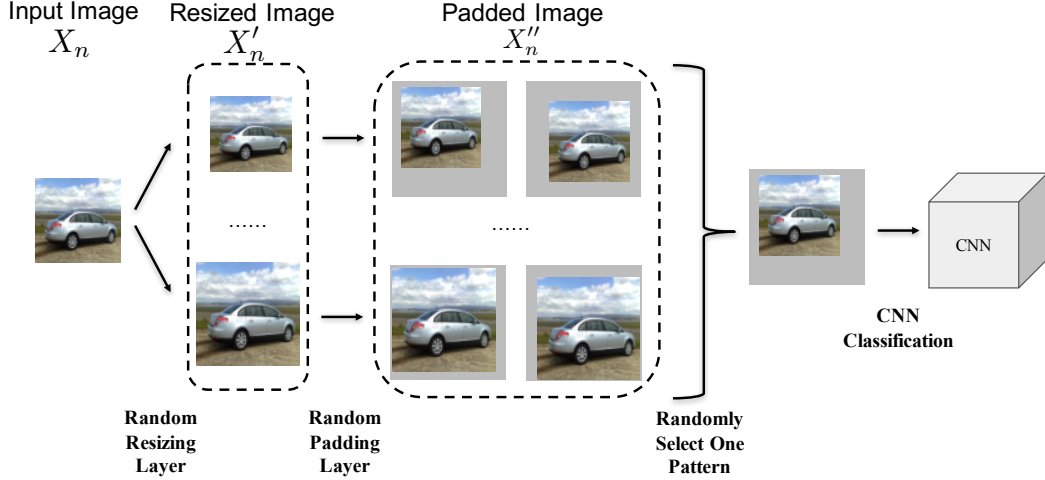 Input Image
X_n
Resized Image
X'_n
Padded Image
X''_n
......
......
CNN
CNN
Classification
Random
Resizing
Layer
Random
Padding
Layer
Randomly
Select One
Pattern